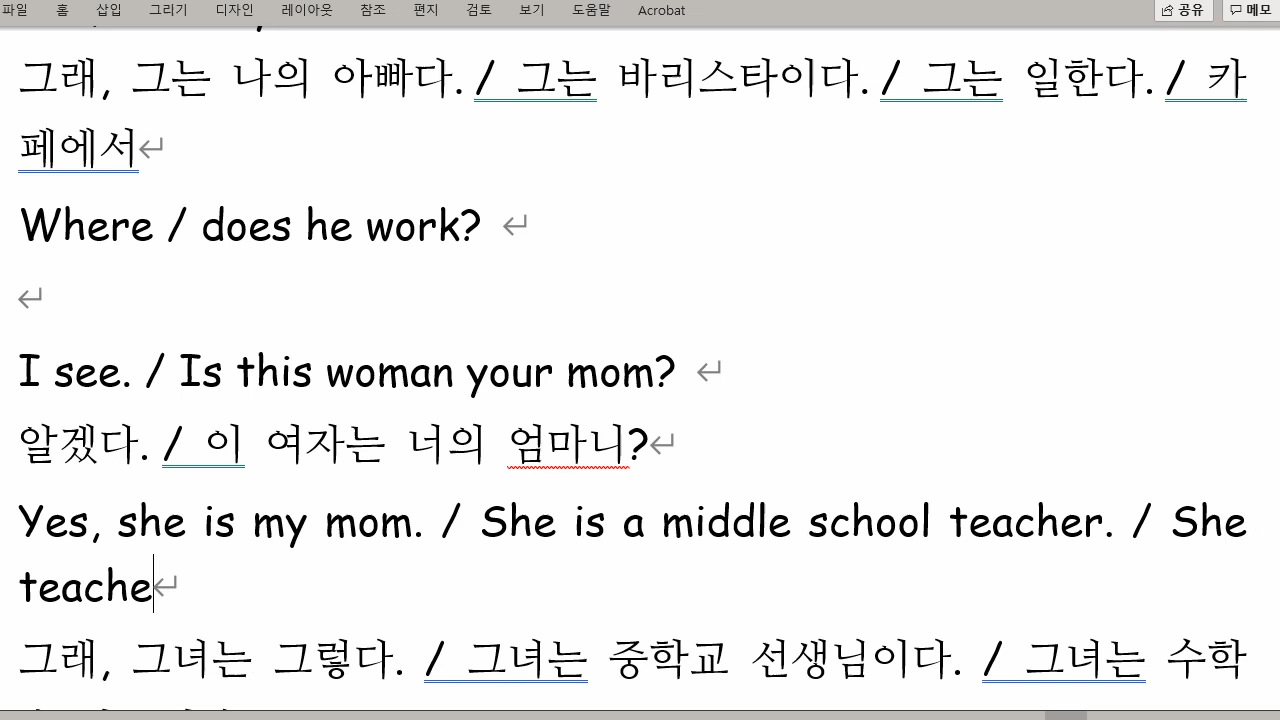 파일 홈 삽입 그리기 디자인 레이아웃 참조 편지 검토 보기 도움말 Acrobat 공유 메모
그래, 그는 나의 아빠다. / 그는 바리스타이다. / 그는 일한다. / 카
페에서
Where / does he work?
I see. / Is this woman your mom?
알겠다. / 이 여자는 너의 엄마니?
Yes, she is my mom. / She is a middle school teacher. / She
teache
그래, 그녀는 그렇다. / 그녀는 중학교 선생님이다. / 그녀는 수학